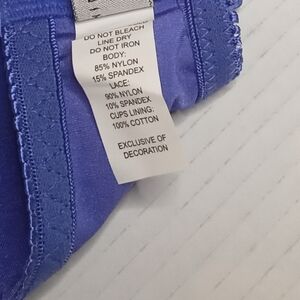 DO NOT BLEACH
LINE DRY
DO NOT IRON
BODY:
85% NYLON
15% SPANDEX
LACE:
90% NYLON
10% SPANDEX
CUPS LINING:
100% COTTON
EXCLUSIVE OF
DECORATION